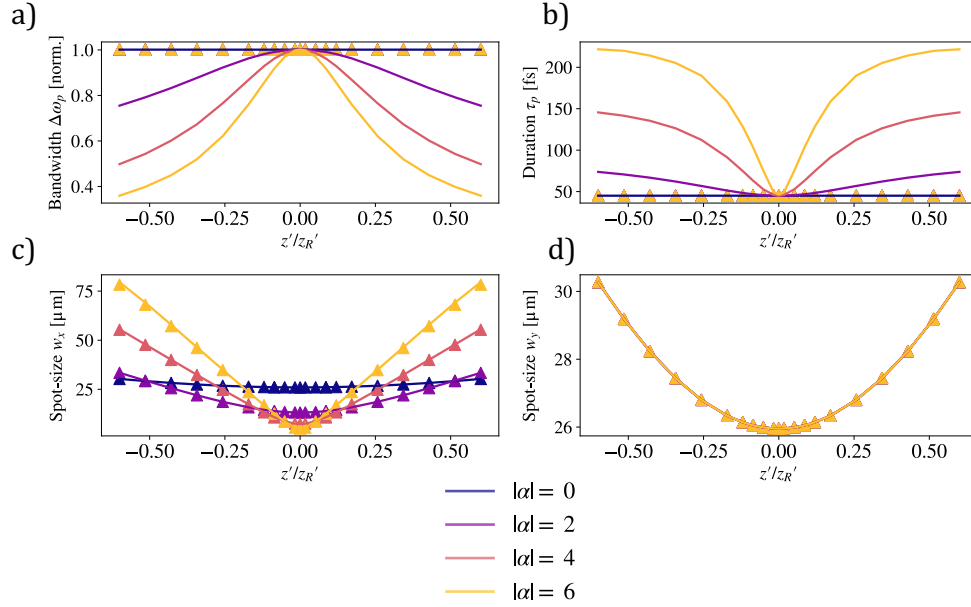 a)
Bandwidth Δω_p [norm.]
1.0
0.8
0.6
0.4
−0.50 −0.25 0.00 0.25 0.50
z′/z_R′
b)
Duration τ_p [fs]
200
150
100
50
−0.50 −0.25 0.00 0.25 0.50
z′/z_R′
c)
Spot-size w_x [μm]
75
50
25
−0.50 −0.25 0.00 0.25 0.50
z′/z_R′
d)
Spot-size w_y [μm]
30
28
26
−0.50 −0.25 0.00 0.25 0.50
z′/z_R′
|α| = 0
|α| = 2
|α| = 4
|α| = 6